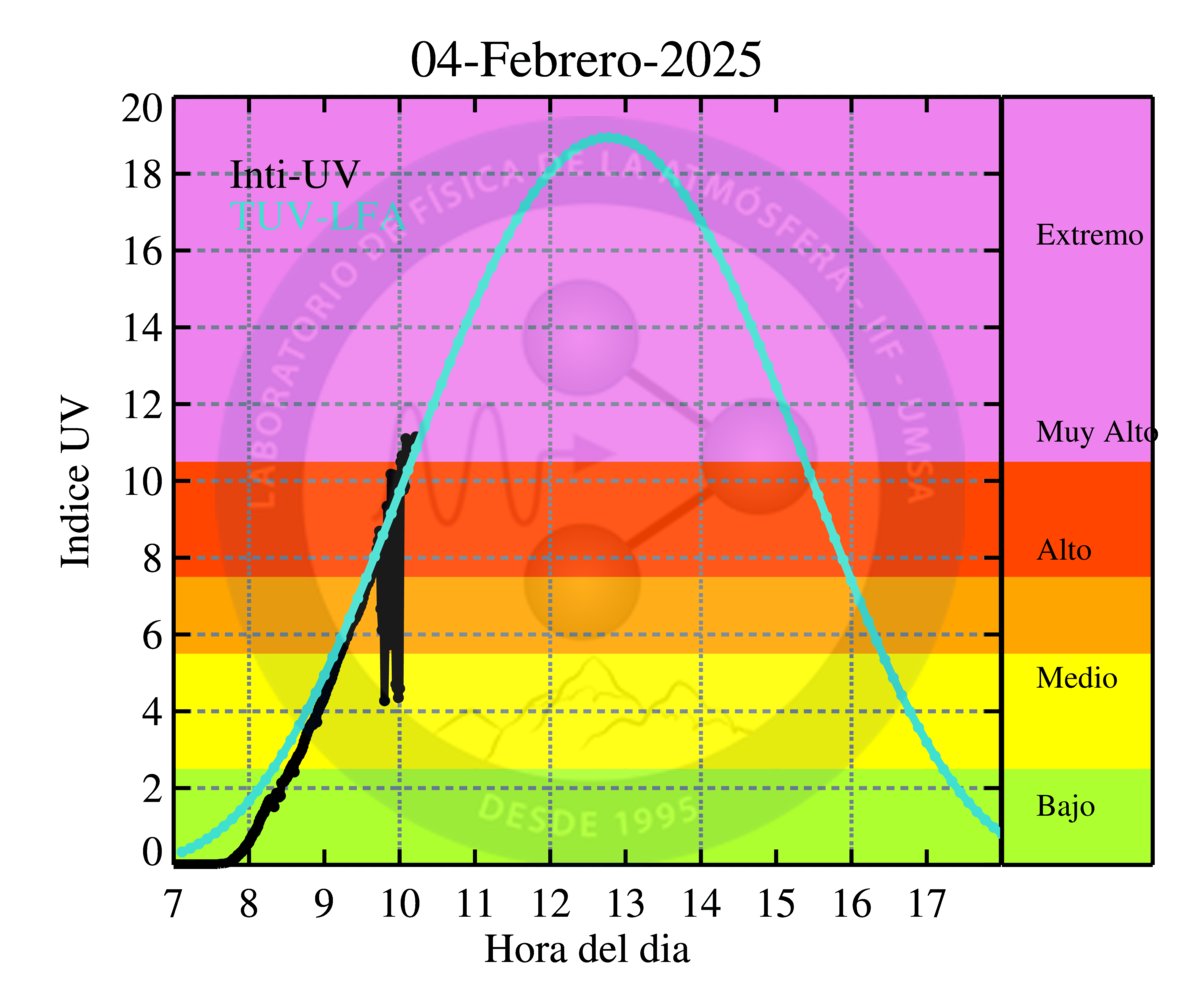 04-Febrero-2025
20
18
16
14
12
10
8
6
4
2
0
Indice UV
Inti-UV
TUV-LFA
LABORATORIO DE FÍSICA DE LA ATMÓSFERA - IIF - UMSA
DESDE 1995
Extremo
Muy Alto
Alto
Medio
Bajo
7 8 9 10 11 12 13 14 15 16 17
Hora del dia